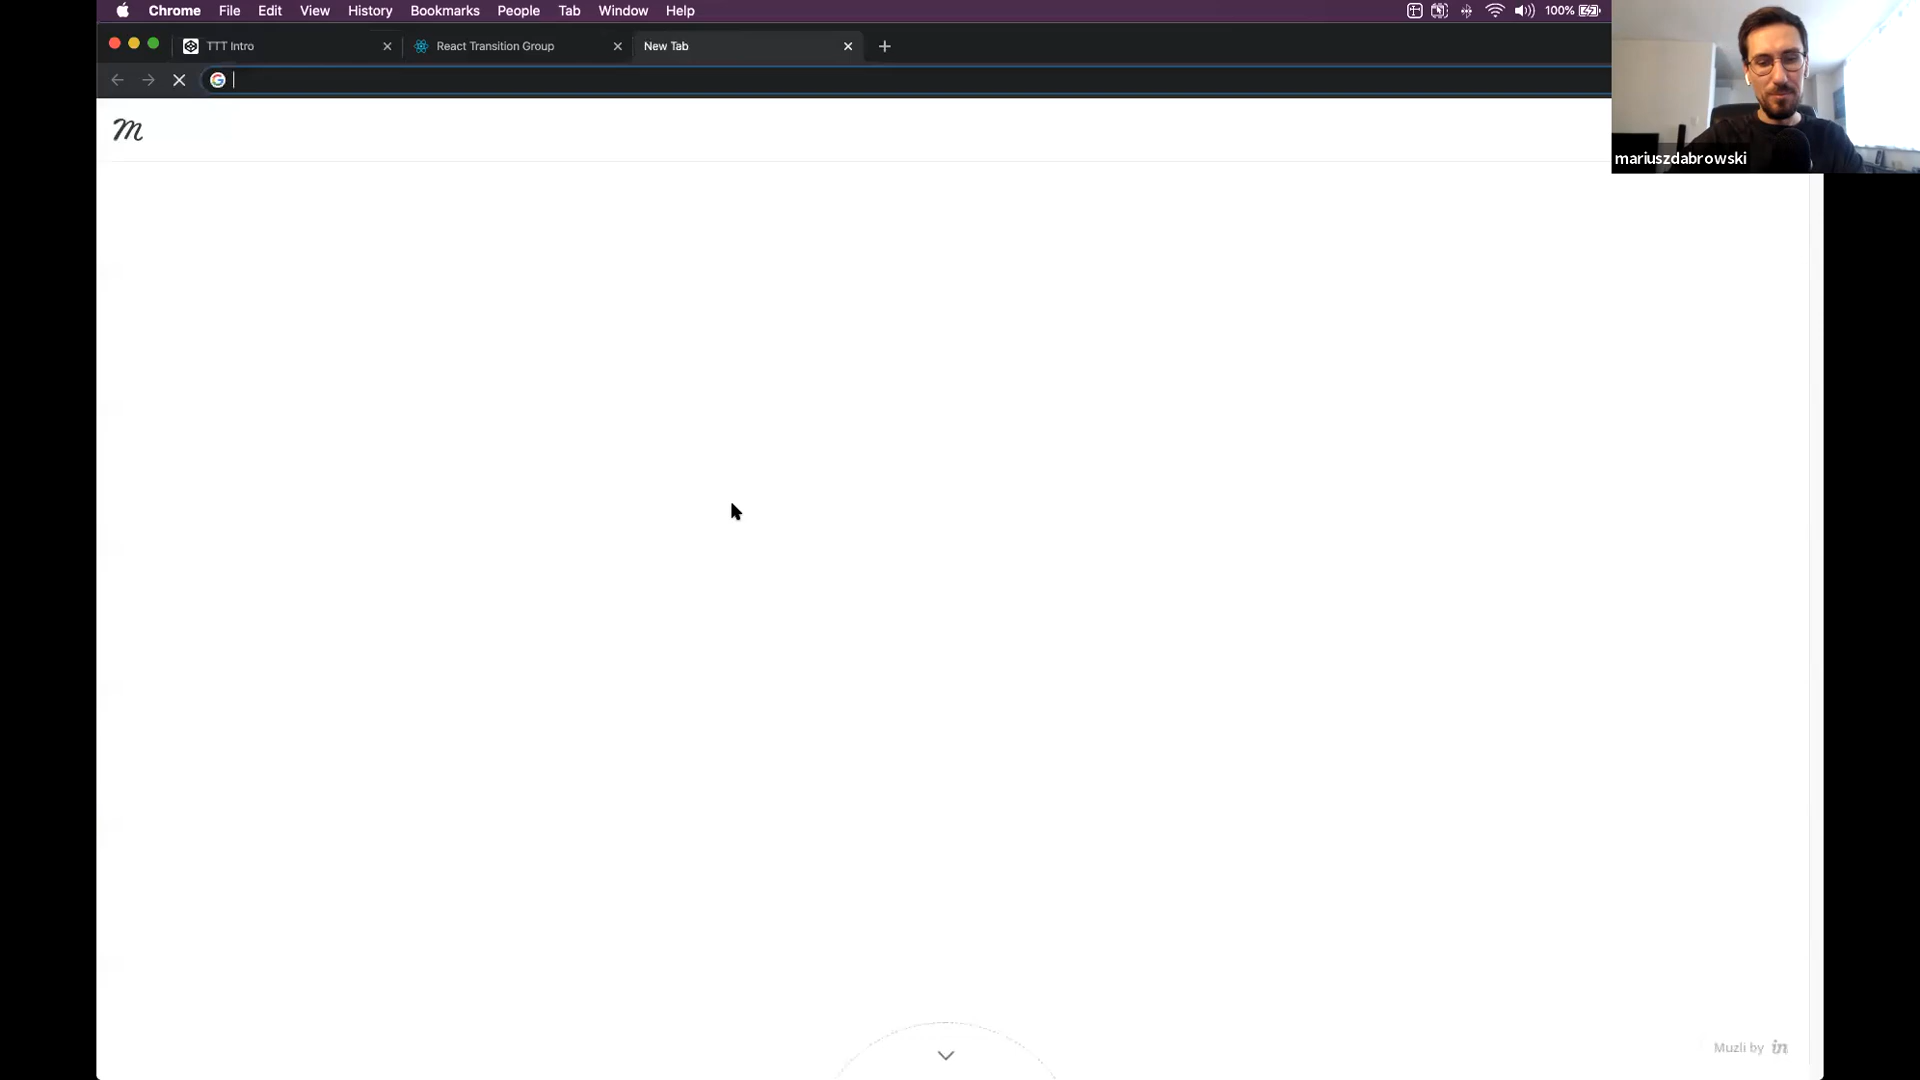 Chrome File Edit View History Bookmarks People Tab Window Help 100%
TTT Intro React Transition Group New Tab
m
mariuszdabrowski
Muzli by in